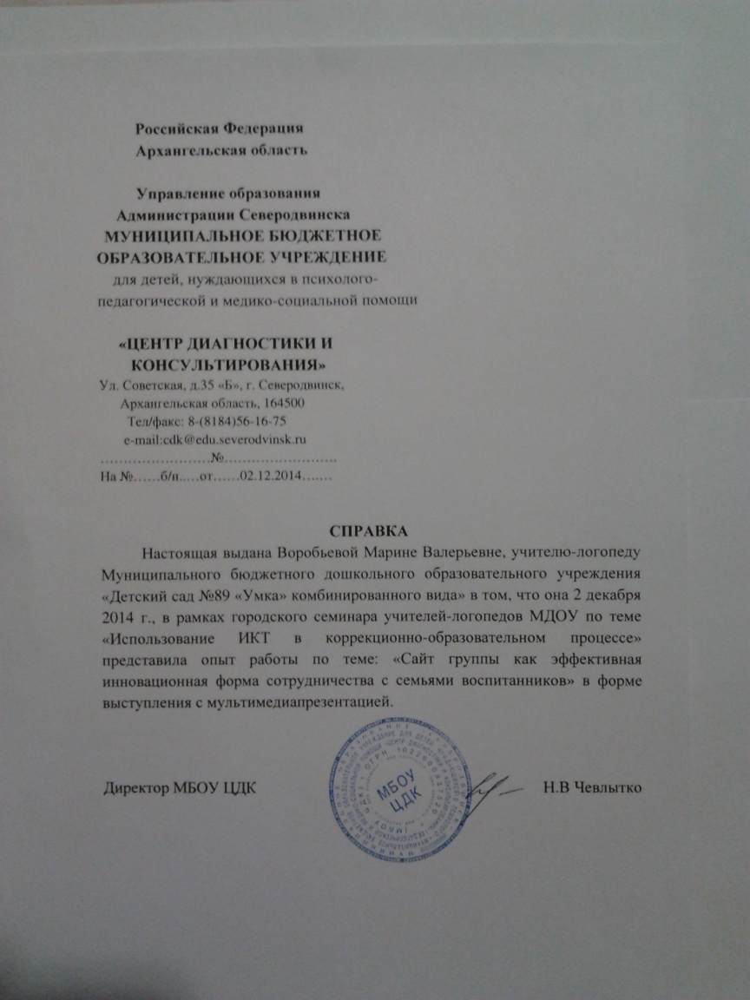 Российская Федерация
Архангельская область
Управление образования
Администрации Северодвинска
МУНИЦИПАЛЬНОЕ БЮДЖЕТНОЕ
ОБРАЗОВАТЕЛЬНОЕ УЧРЕЖДЕНИЕ
для детей, нуждающихся в психолого-
педагогической и медико-социальной помощи
«ЦЕНТР ДИАГНОСТИКИ И
КОНСУЛЬТИРОВАНИЯ»
Ул. Советская, д.35 «Б», г. Северодвинск,
Архангельская область, 164500
Тел/факс: 8-(8184)56-16-75
e-mail:cdk@edu.severodvinsk.ru
……………………№…………………….
На №……б/н…..от……02.12.2014…….
СПРАВКА
Настоящая выдана Воробьевой Марине Валерьевне, учителю-логопеду
Муниципального бюджетного дошкольного образовательного учреждения
«Детский сад №89 «Умка» комбинированного вида» в том, что она 2 декабря
2014 г., в рамках городского семинара учителей-логопедов МДОУ по теме
«Использование ИКТ в коррекционно-образовательном процессе»
представила опыт работы по теме: «Сайт группы как эффективная
инновационная форма сотрудничества с семьями воспитанников» в форме
выступления с мультимедиапрезентацией.
Директор МБОУ ЦДК
МБОУ
ЦДК
Н.В Чевлытко